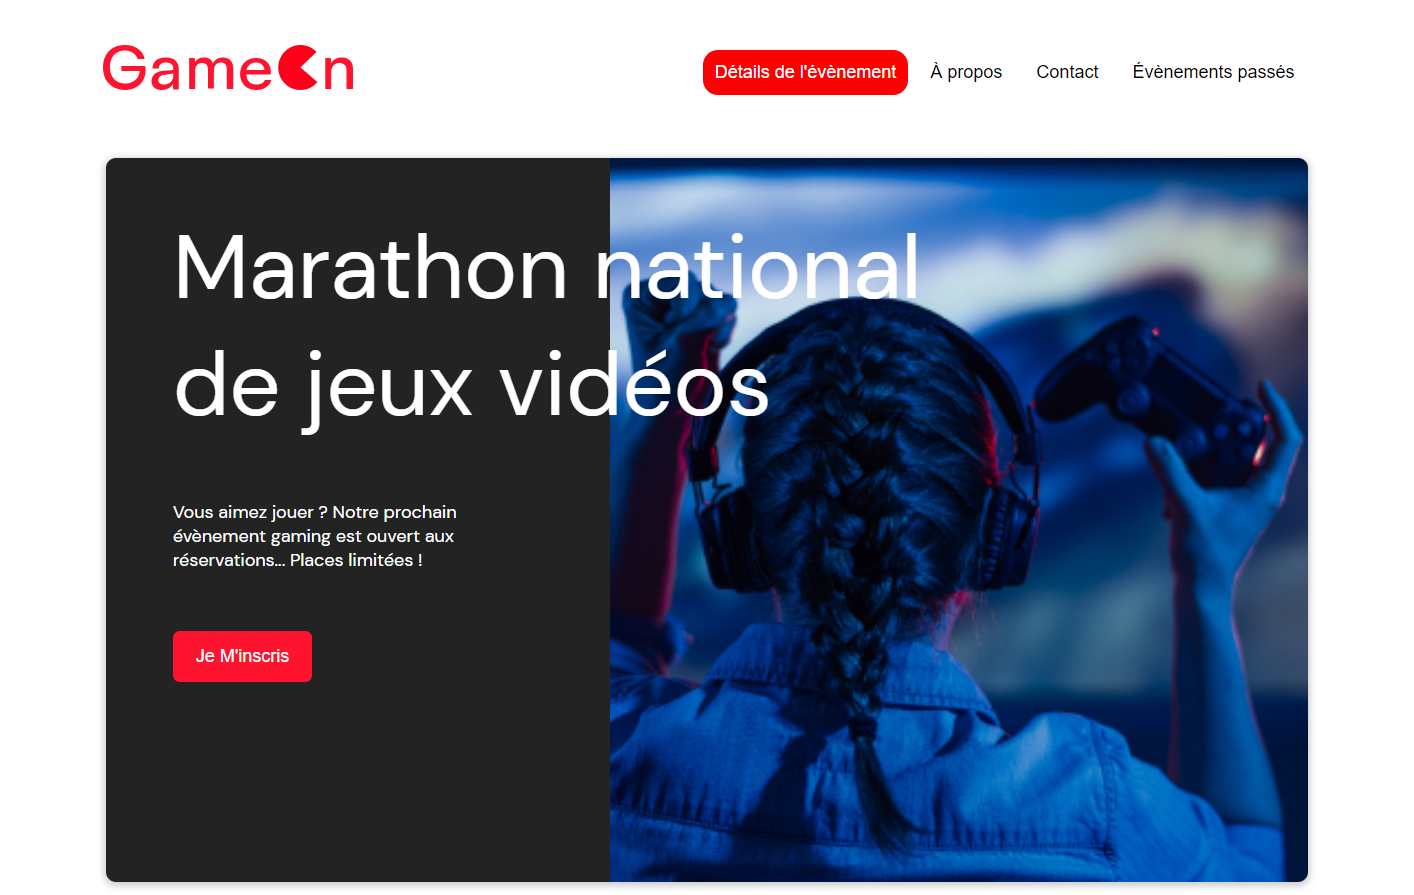 GameOn
Détails de l'évènement
À propos
Contact
Évènements passés
Marathon national
de jeux vidéos
Vous aimez jouer ? Notre prochain
évènement gaming est ouvert aux
réservations... Places limitées !
Je M'inscris